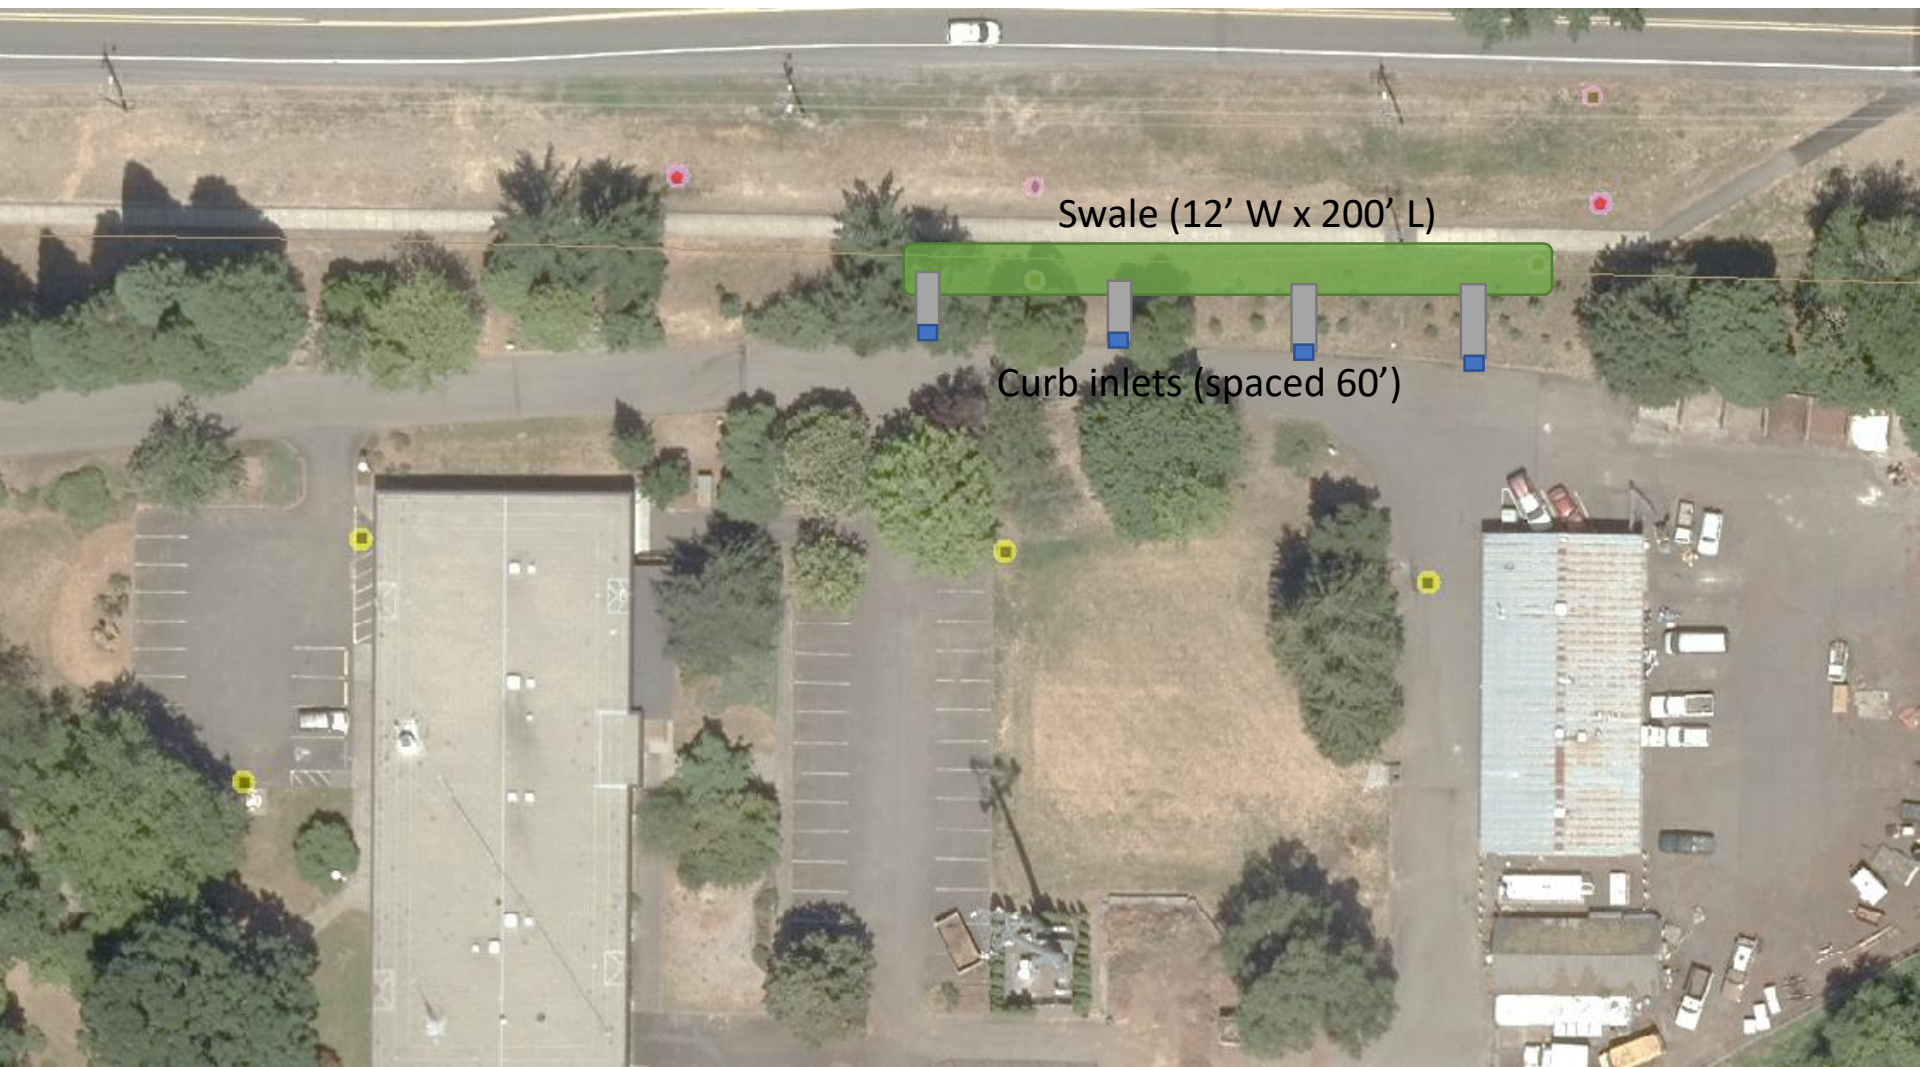 Swale (12’ W x 200’ L)
Curb inlets (spaced 60’)